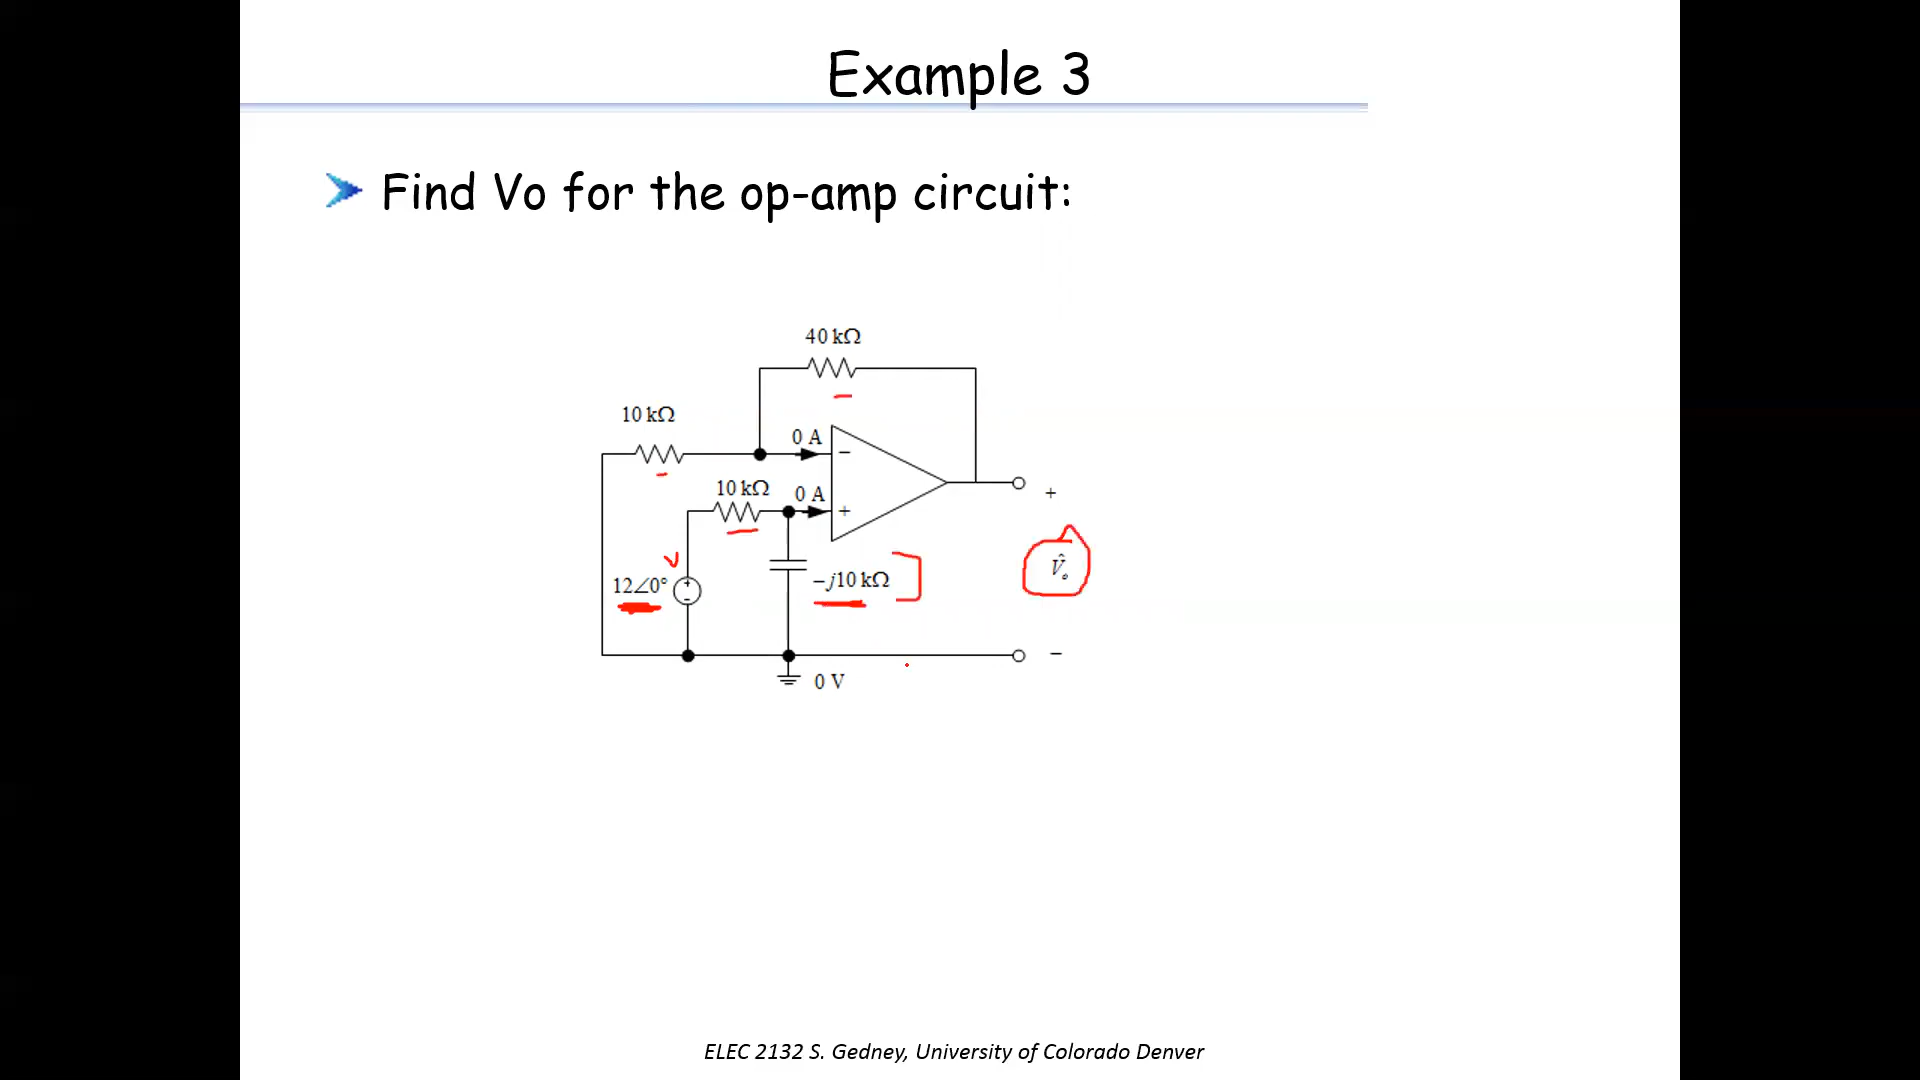 Example 3
Find Vo for the op-amp circuit:
40 kΩ
10 kΩ
0 A
−
10 kΩ
0 A
+
+
V̂ₒ
12∠0°
+
-
−j10 kΩ
−
0 V
ELEC 2132 S. Gedney, University of Colorado Denver